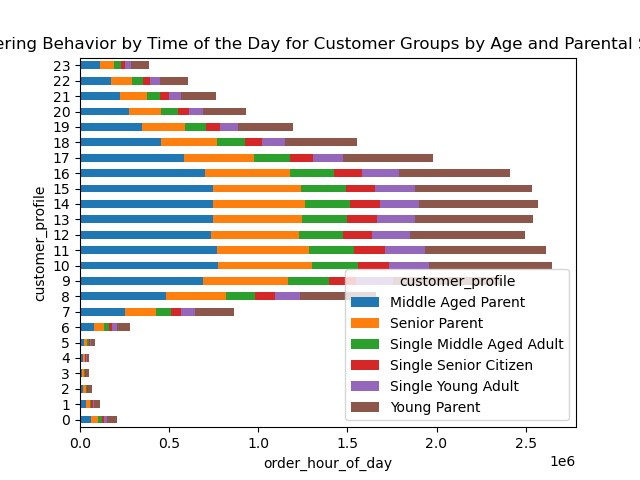 ering Behavior by Time of the Day for Customer Groups by Age and Parental S
23
22
21
20
19
18
17
16
15
14
13
12
11
10
9
8
7
6
5
4
3
2
1
0
customer_profile
customer_profile
Middle Aged Parent
Senior Parent
Single Middle Aged Adult
Single Senior Citizen
Single Young Adult
Young Parent
0.0 0.5 1.0 1.5 2.0 2.5
1e6
order_hour_of_day